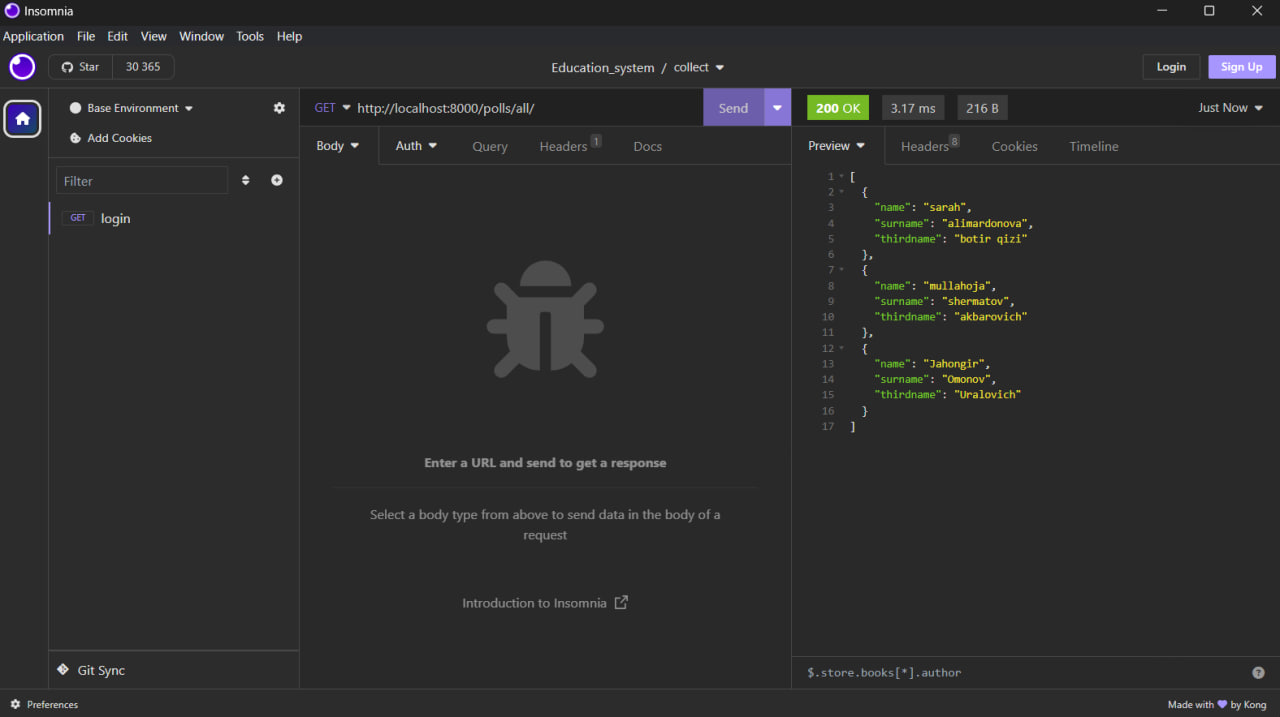 Insomnia
Application File Edit View Window Tools Help
Star 30 365
Education_system / collect
Login Sign Up
Base Environment
Add Cookies
Filter
GET login
GET http://localhost:8000/polls/all/ Send
Body Auth Query Headers 1 Docs
Enter a URL and send to get a response
Select a body type from above to send data in the body of a
request
Introduction to Insomnia
200 OK 3.17 ms 216 B Just Now
Preview Headers 8 Cookies Timeline
1 [
2 {
3 "name": "sarah",
4 "surname": "alimardonova",
5 "thirdname": "botir qizi"
6 },
7 {
8 "name": "mullahoja",
9 "surname": "shermatov",
10 "thirdname": "akbarovich"
11 },
12 {
13 "name": "Jahongir",
14 "surname": "Omonov",
15 "thirdname": "Uralovich"
16 }
17 ]
$.store.books[*].author ?
Git Sync
Preferences
Made with 💜 by Kong